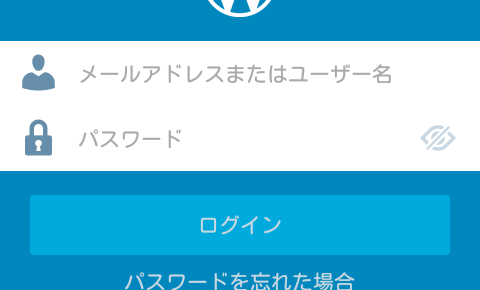 メールアドレスまたはユーザー名
パスワード
ログイン
パスワードを忘れた場合